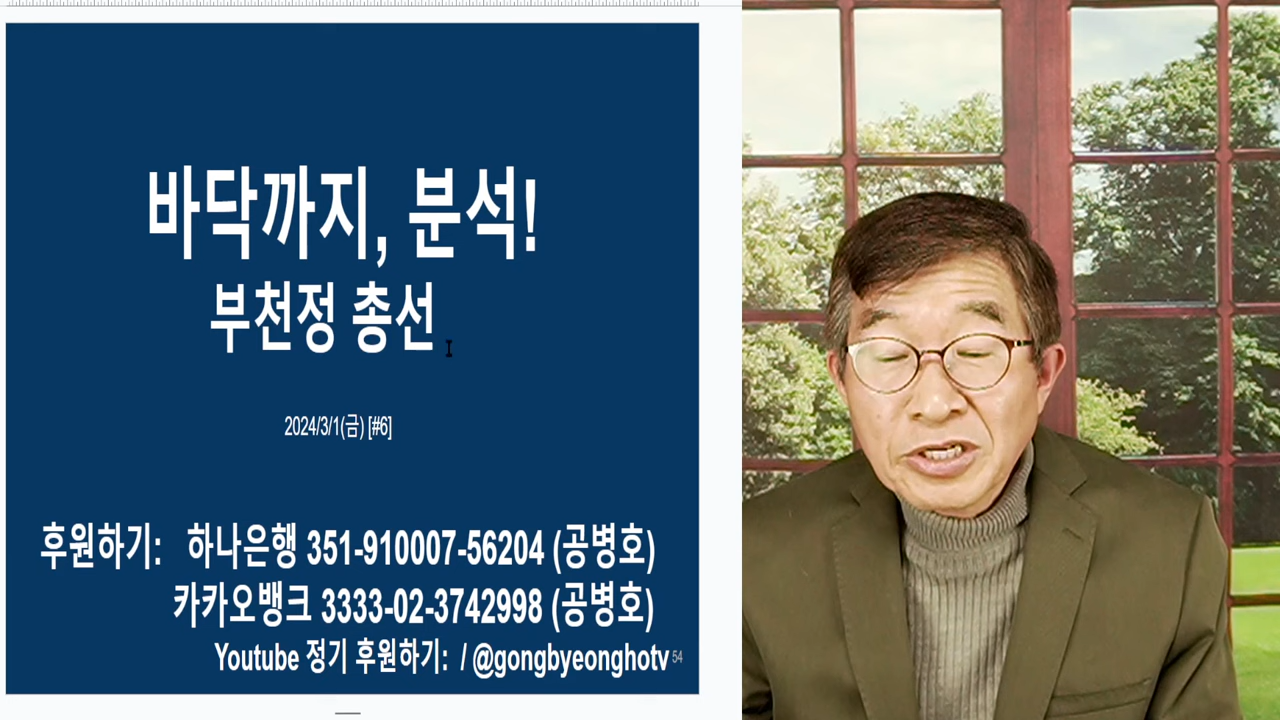 바닥까지, 분석!
부천정 총선
2024/3/1(금) [#6]
후원하기: 하나은행 351-910007-56204 (공병호)
카카오뱅크 3333-02-3742998 (공병호)
Youtube 정기 후원하기: / @gongbyeonghotv 54